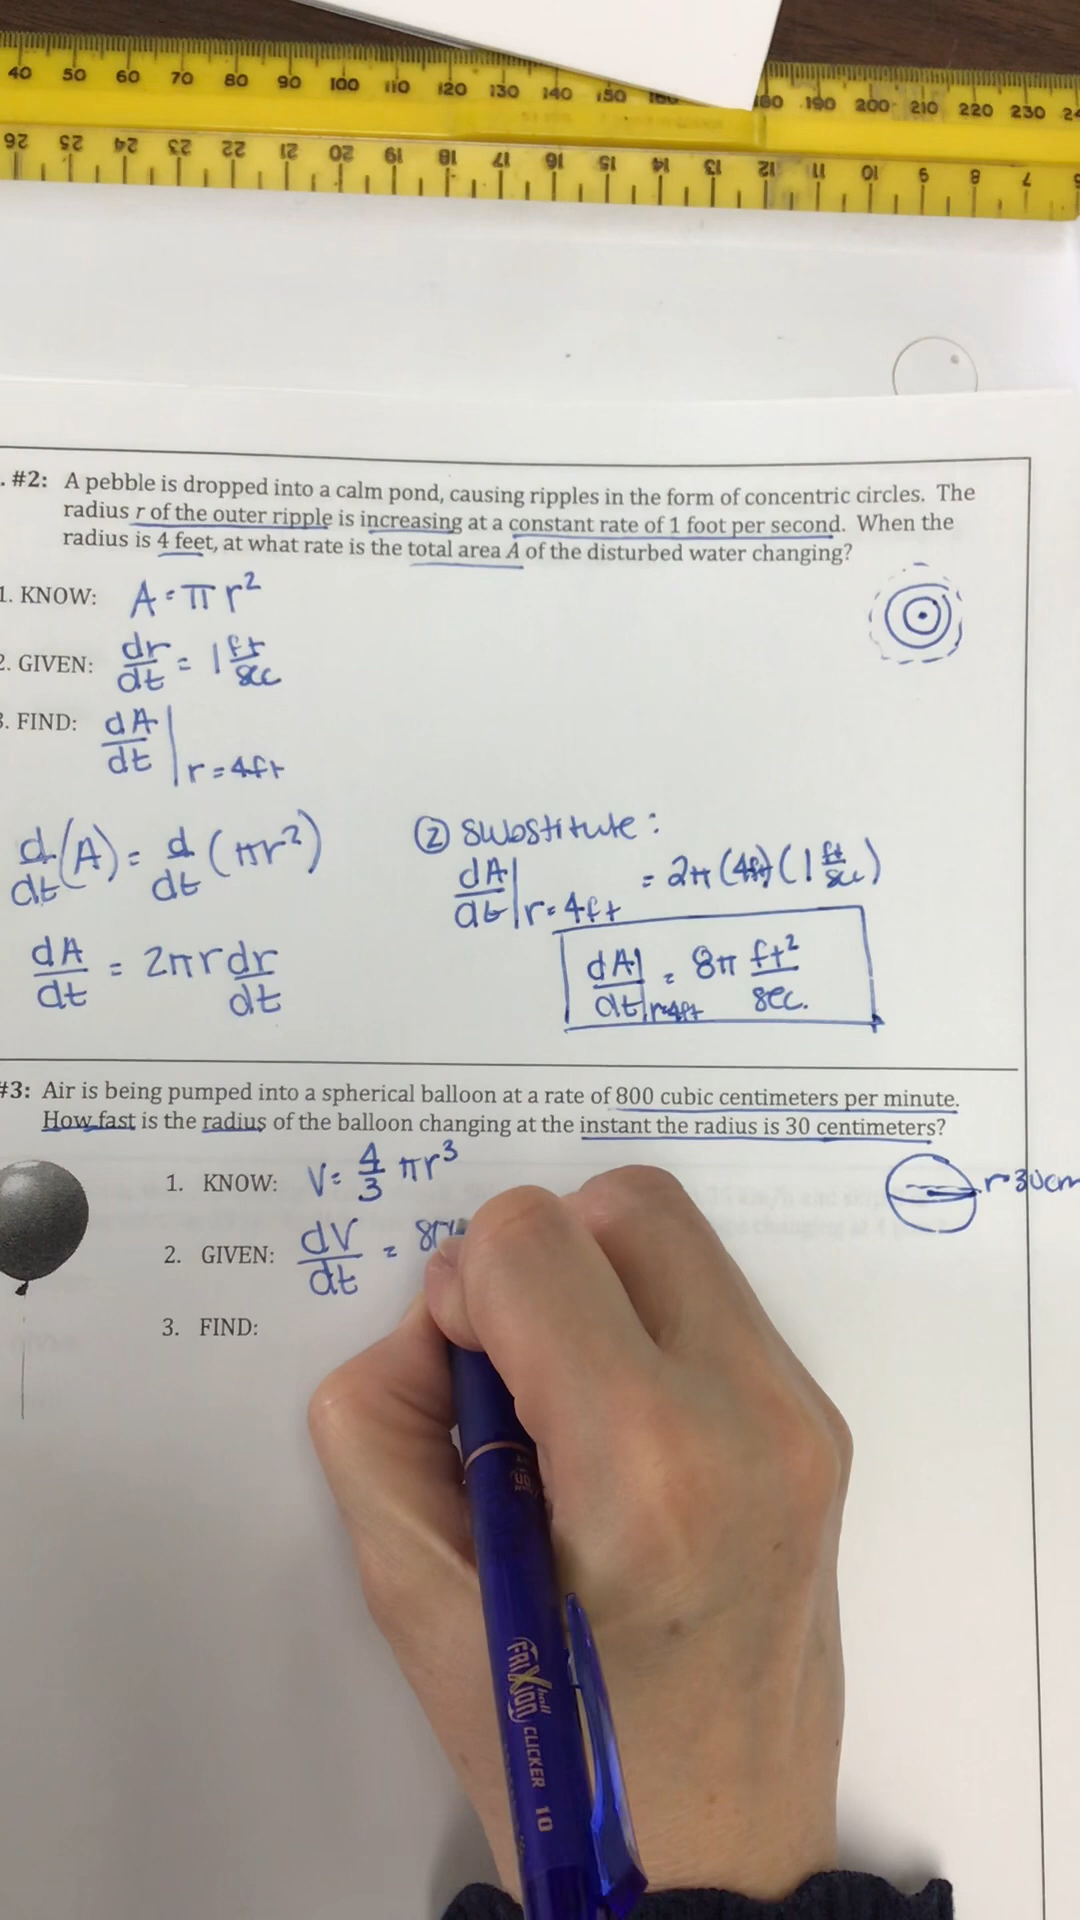 40 50 60 70 80 90 100 110 120 130 140 150 160 180 190 200 210 220 230 24
26 25 24 23 22 21 20 19 18 17 16 15 14 13 12 11 10 9 8 7
. #2: A pebble is dropped into a calm pond, causing ripples in the form of concentric circles. The
radius r of the outer ripple is increasing at a constant rate of 1 foot per second. When the
radius is 4 feet, at what rate is the total area A of the disturbed water changing?
1. KNOW: A = πr²
2. GIVEN: dr/dt = 1 ft/sec
3. FIND: dA/dt | r = 4ft
d/dt (A) = d/dt (πr²)
dA/dt = 2πr dr/dt
② substitute:
dA/dt | r = 4ft = 2π (4ft) (1 ft/sec)
dA/dt | r=4ft = 8π ft²/sec.
#3: Air is being pumped into a spherical balloon at a rate of 800 cubic centimeters per minute.
How fast is the radius of the balloon changing at the instant the radius is 30 centimeters?
1. KNOW: V = 4/3 πr³
r=30cm
2. GIVEN: dV/dt = 80
3. FIND:
FRIXION ball CLICKER 10